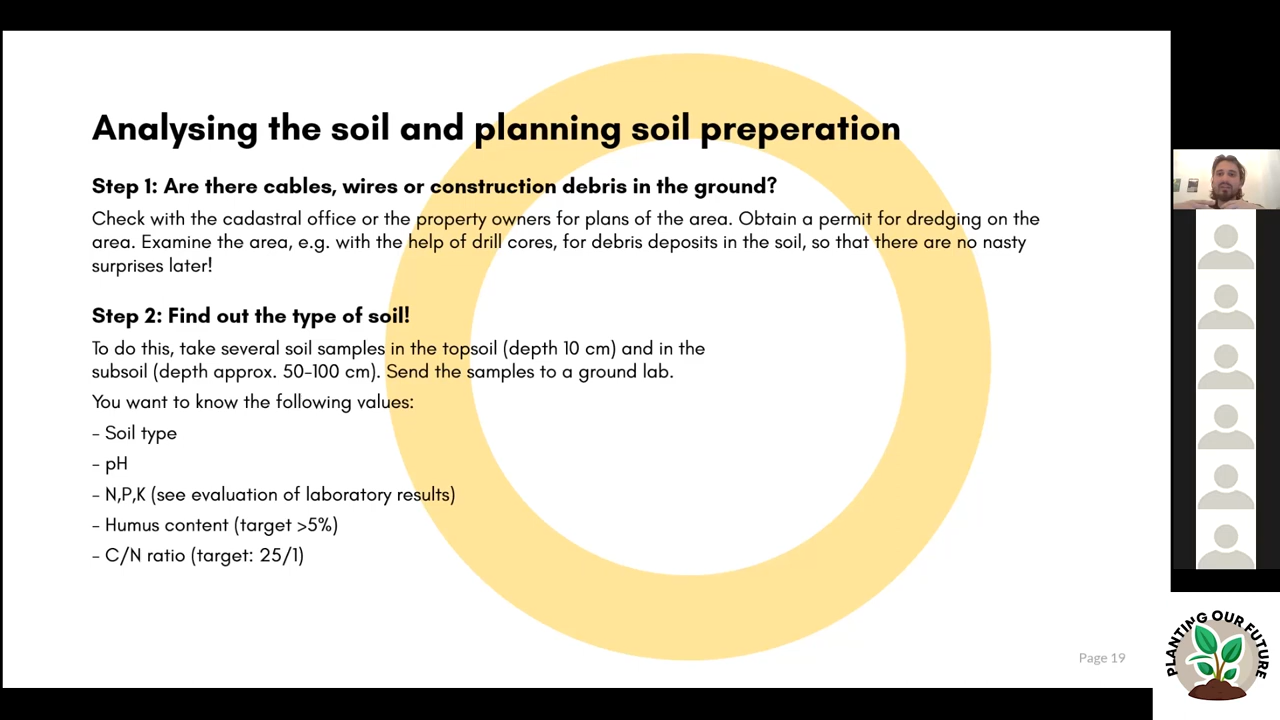 Analysing the soil and planning soil preperation
Step 1: Are there cables, wires or construction debris in the ground?
Check with the cadastral office or the property owners for plans of the area. Obtain a permit for dredging on the
area. Examine the area, e.g. with the help of drill cores, for debris deposits in the soil, so that there are no nasty
surprises later!
Step 2: Find out the type of soil!
To do this, take several soil samples in the topsoil (depth 10 cm) and in the
subsoil (depth approx. 50-100 cm). Send the samples to a ground lab.
You want to know the following values:
- Soil type
- pH
- N,P,K (see evaluation of laboratory results)
- Humus content (target >5%)
- C/N ratio (target: 25/1)
Page 19
PLANTING OUR FUTURE